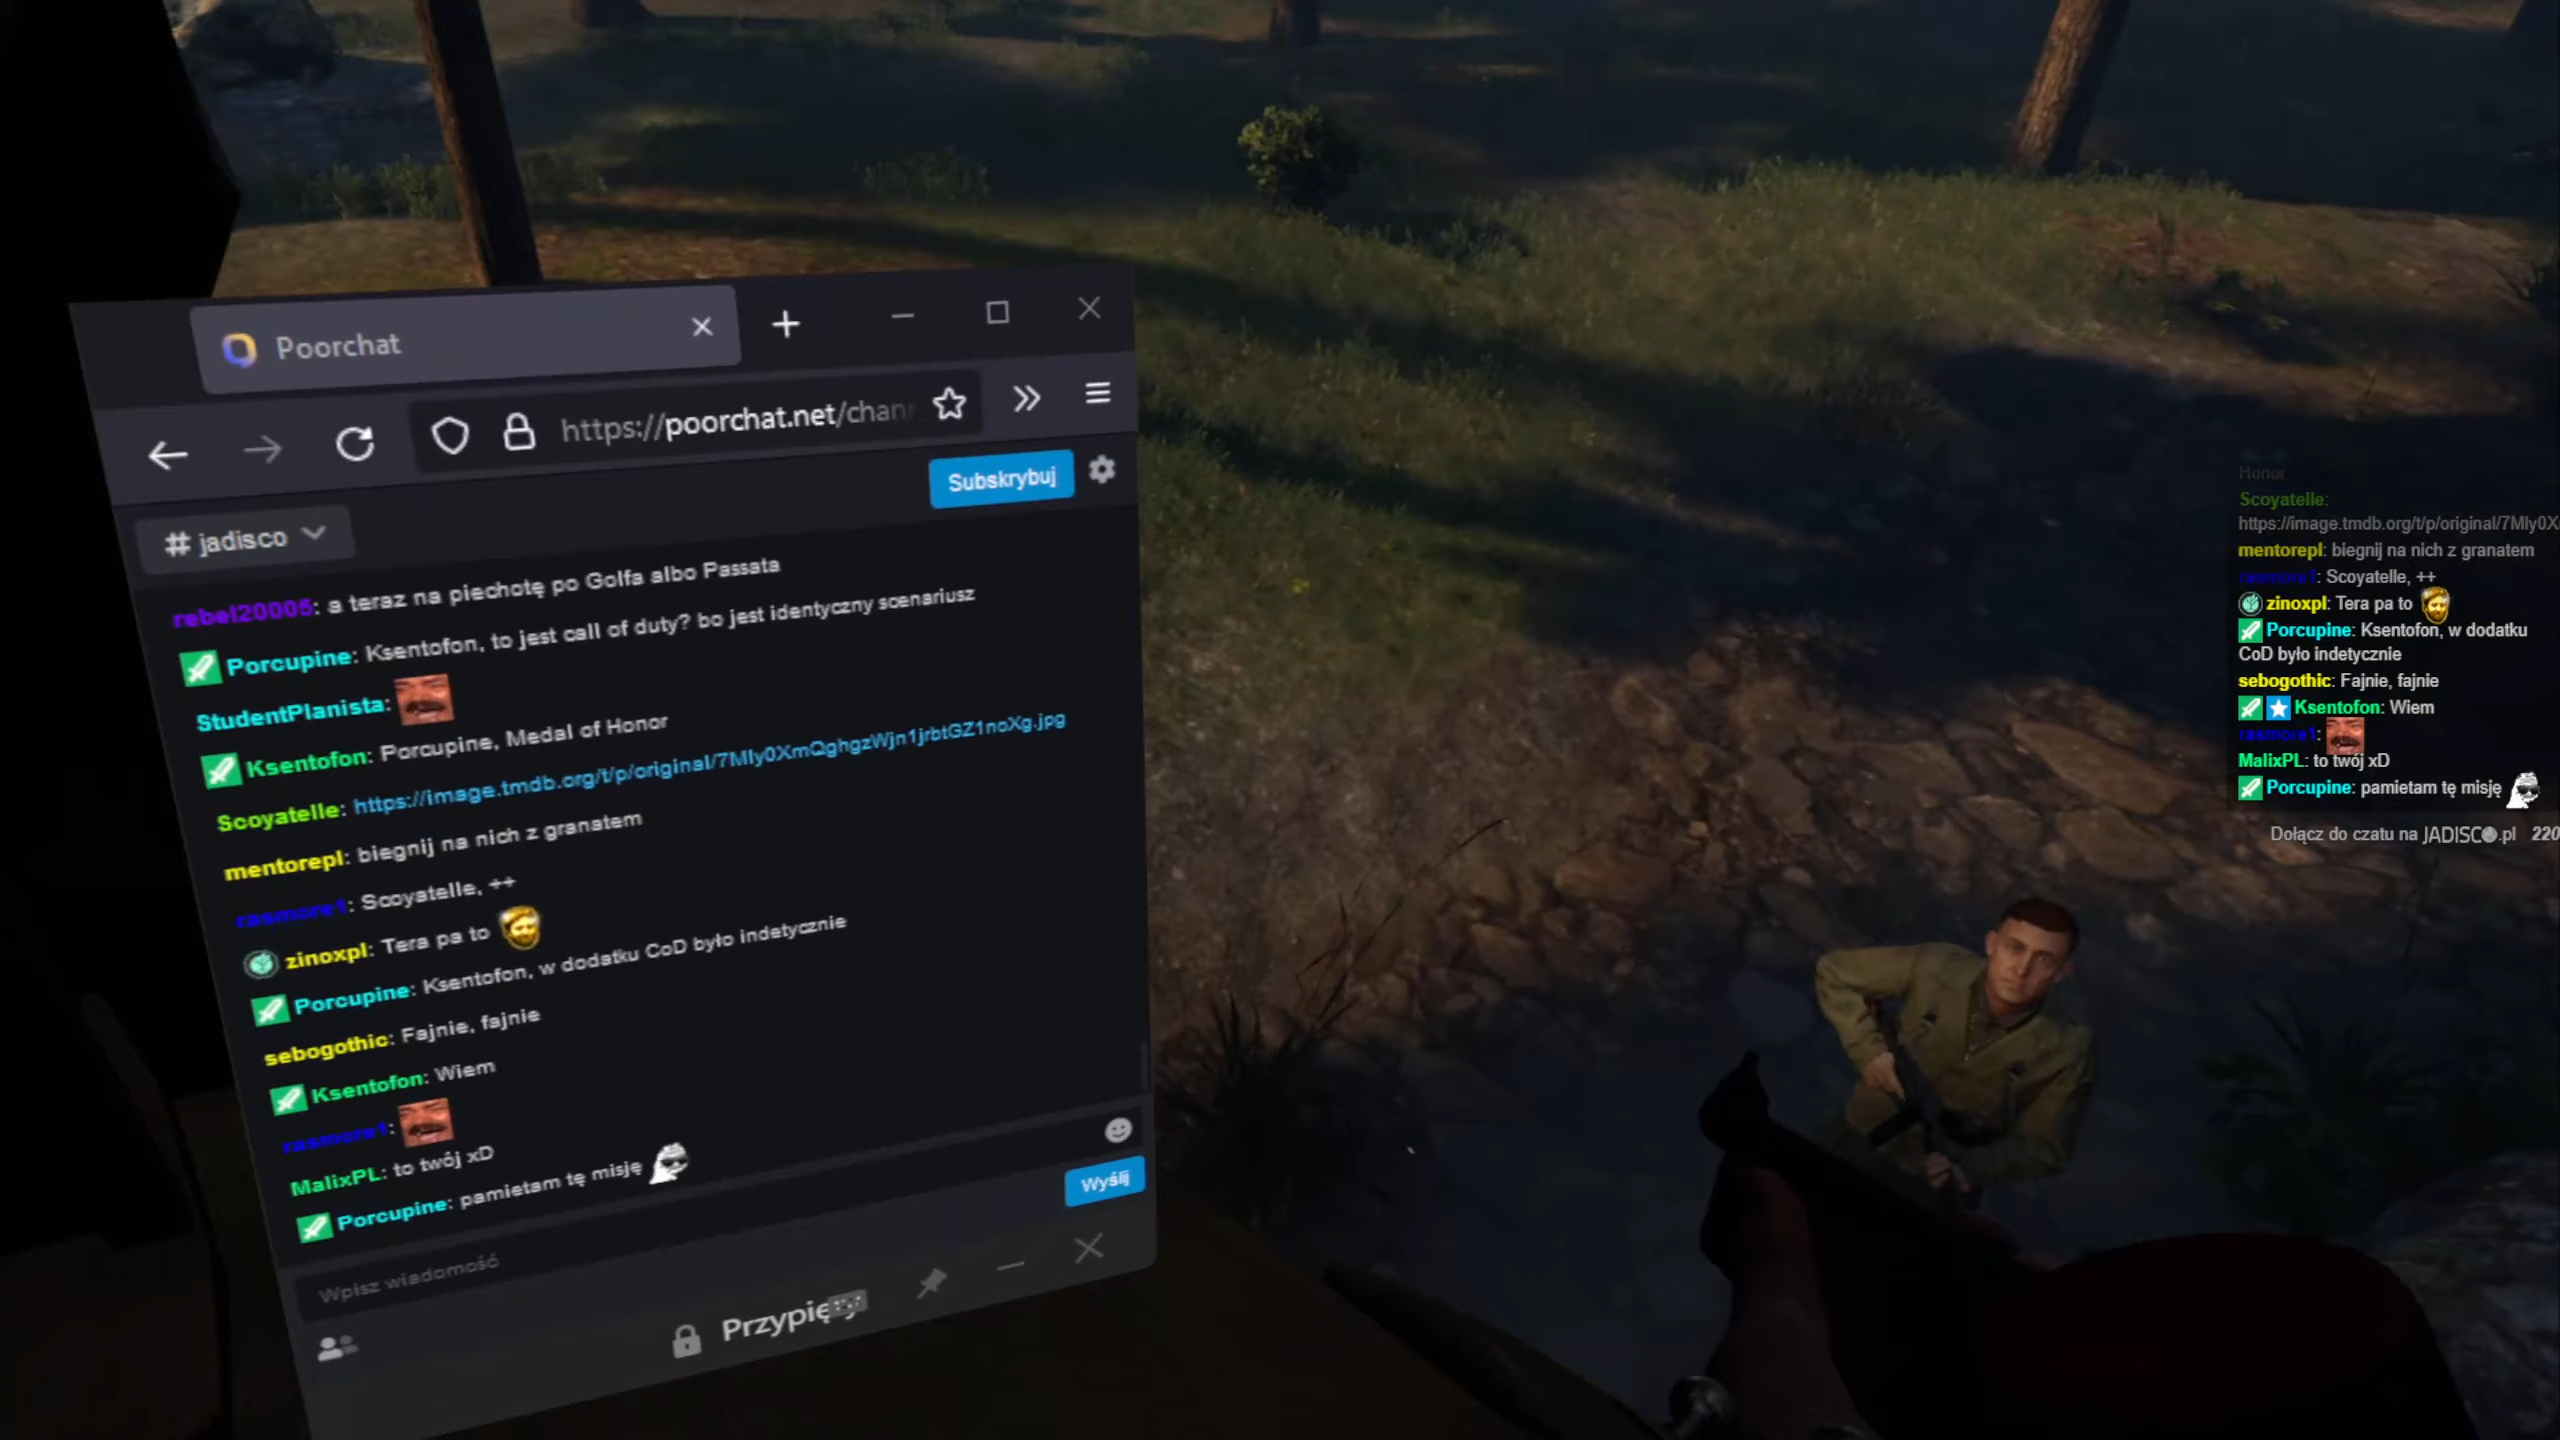 Poorchat
https://poorchat.net/chan
Subskrybuj
# jadisco
rebel20005: a teraz na piechotę po Golfa albo Passata
Porcupine: Ksentofon, to jest call of duty? bo jest identyczny scenariusz
StudentPlanista:
Ksentofon: Porcupine, Medal of Honor
Scoyatelle: https://image.tmdb.org/t/p/original/7Mly0XmQghgzWjn1jrbtGZ1noXg.jpg
mentorepl: biegnij na nich z granatem
rasmore1: Scoyatelle, ++
zinoxpl: Tera pa to
Porcupine: Ksentofon, w dodatku CoD było indetycznie
sebogothic: Fajnie, fajnie
Ksentofon: Wiem
rasmore1:
MalixPL: to twój xD
Porcupine: pamietam tę misję
Wyślij
Wpisz wiadomość
Przypięty
Honor
Scoyatelle:
https://image.tmdb.org/t/p/original/7Mly0X
mentorepl: biegnij na nich z granatem
rasmore1: Scoyatelle, ++
zinoxpl: Tera pa to
Porcupine: Ksentofon, w dodatku
CoD było indetycznie
sebogothic: Fajnie, fajnie
Ksentofon: Wiem
rasmore1:
MalixPL: to twój xD
Porcupine: pamietam tę misję
Dołącz do czatu na JADISCO.pl 220